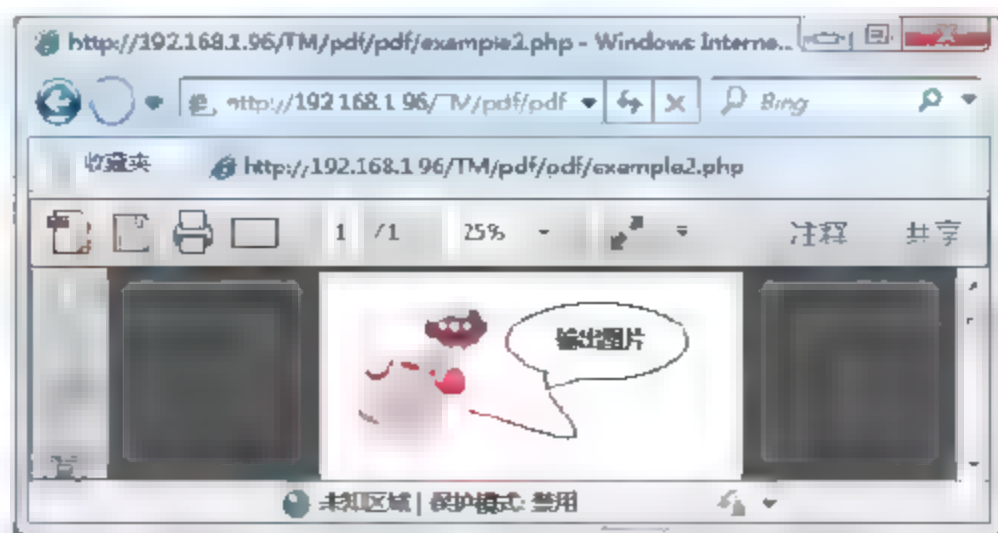 http://192.168.1.96/TM/pdf/pdf/example2.php - Windows Interne...
http://192.168.1.96/TM/pdf/pdf
Bing
收藏夹
http://192.168.1.96/TM/pdf/pdf/example2.php
1 /1 25% 注释 共享
输出图片
未知区域 | 保护模式: 禁用